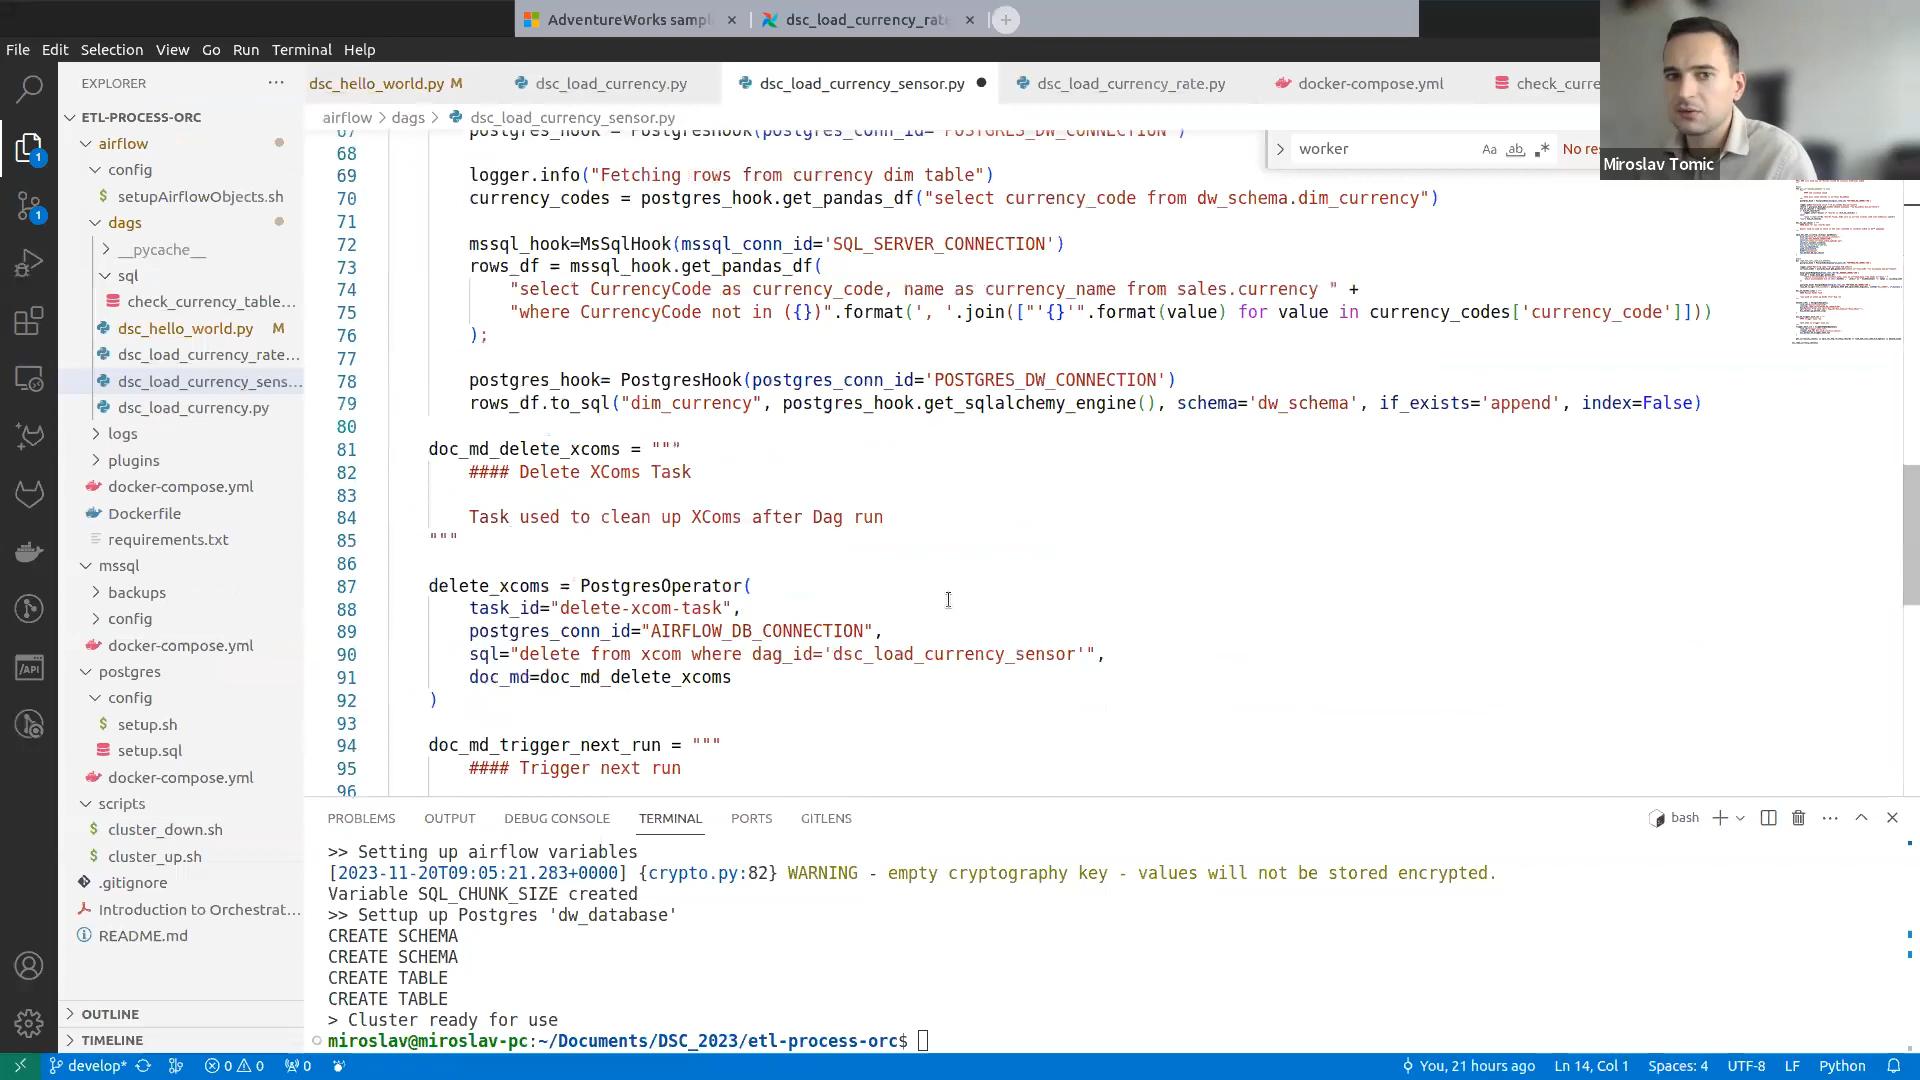 AdventureWorks sampl
dsc_load_currency_rate
File Edit Selection View Go Run Terminal Help
Miroslav Tomic
EXPLORER
ETL-PROCESS-ORC
airflow
config
setupAirflowObjects.sh
dags
__pycache__
sql
check_currency_table...
dsc_hello_world.py M
dsc_load_currency_rate...
dsc_load_currency_sens...
dsc_load_currency.py
logs
plugins
docker-compose.yml
Dockerfile
requirements.txt
mssql
backups
config
docker-compose.yml
postgres
config
setup.sh
setup.sql
docker-compose.yml
scripts
cluster_down.sh
cluster_up.sh
.gitignore
Introduction to Orchestrat...
README.md
OUTLINE
TIMELINE
1
1
dsc_hello_world.py M
dsc_load_currency.py
dsc_load_currency_sensor.py
dsc_load_currency_rate.py
docker-compose.yml
check_curre
airflow > dags > dsc_load_currency_sensor.py
worker Aa ab No res
67 postgres_hook = PostgresHook(postgres_conn_id='POSTGRES_DW_CONNECTION')
68
69 logger.info("Fetching rows from currency dim table")
70 currency_codes = postgres_hook.get_pandas_df("select currency_code from dw_schema.dim_currency")
71
72 mssql_hook=MsSqlHook(mssql_conn_id='SQL_SERVER_CONNECTION')
73 rows_df = mssql_hook.get_pandas_df(
74 "select CurrencyCode as currency_code, name as currency_name from sales.currency " +
75 "where CurrencyCode not in ({})".format(', '.join(["'{}'".format(value) for value in currency_codes['currency_code']]))
76 );
77
78 postgres_hook= PostgresHook(postgres_conn_id='POSTGRES_DW_CONNECTION')
79 rows_df.to_sql("dim_currency", postgres_hook.get_sqlalchemy_engine(), schema='dw_schema', if_exists='append', index=False)
80
81 doc_md_delete_xcoms = """
82 #### Delete XComs Task
83
84 Task used to clean up XComs after Dag run
85 """
86
87 delete_xcoms = PostgresOperator(
88 task_id="delete-xcom-task",
89 postgres_conn_id="AIRFLOW_DB_CONNECTION",
90 sql="delete from xcom where dag_id='dsc_load_currency_sensor'",
91 doc_md=doc_md_delete_xcoms
92 )
93
94 doc_md_trigger_next_run = """
95 #### Trigger next run
96
PROBLEMS OUTPUT DEBUG CONSOLE TERMINAL PORTS GITLENS
bash
>> Setting up airflow variables
[2023-11-20T09:05:21.283+0000] {crypto.py:82} WARNING - empty cryptography key - values will not be stored encrypted.
Variable SQL_CHUNK_SIZE created
>> Settup up Postgres 'dw_database'
CREATE SCHEMA
CREATE SCHEMA
CREATE TABLE
CREATE TABLE
> Cluster ready for use
miroslav@miroslav-pc:~/Documents/DSC_2023/etl-process-orc$
develop* 0 0 0
You, 21 hours ago Ln 14, Col 1 Spaces: 4 UTF-8 LF Python